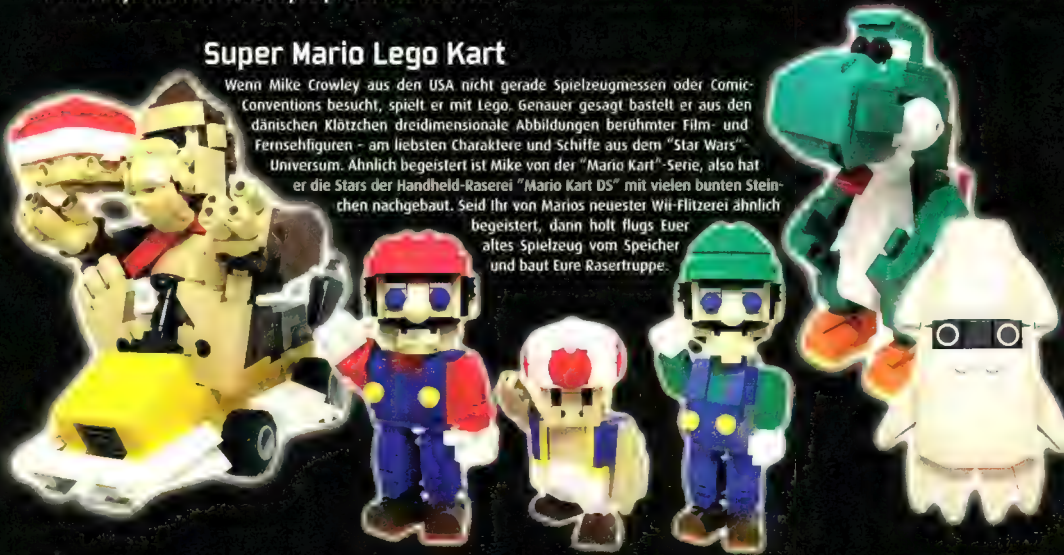 Super Mario Lego Kart
Wenn Mike Crowley aus den USA nicht gerade Spielzeugmessen oder Comic-
Conventions besucht, spielt er mit Lego. Genauer gesagt bastelt er aus den
dänischen Klötzchen dreidimensionale Abbildungen berühmter Film- und
Fernsehfiguren - am liebsten Charaktere und Schiffe aus dem "Star Wars"-
Universum. Ähnlich begeistert ist Mike von der "Mario Kart"-Serie, also hat
er die Stars der Handheld-Raserei "Mario Kart DS" mit vielen bunten Stein-
chen nachgebaut. Seid Ihr von Marios neuester Wii-Flitzerei ähnlich
begeistert, dann holt flugs Euer
altes Spielzeug vom Speicher
und baut Eure Rasertruppe.